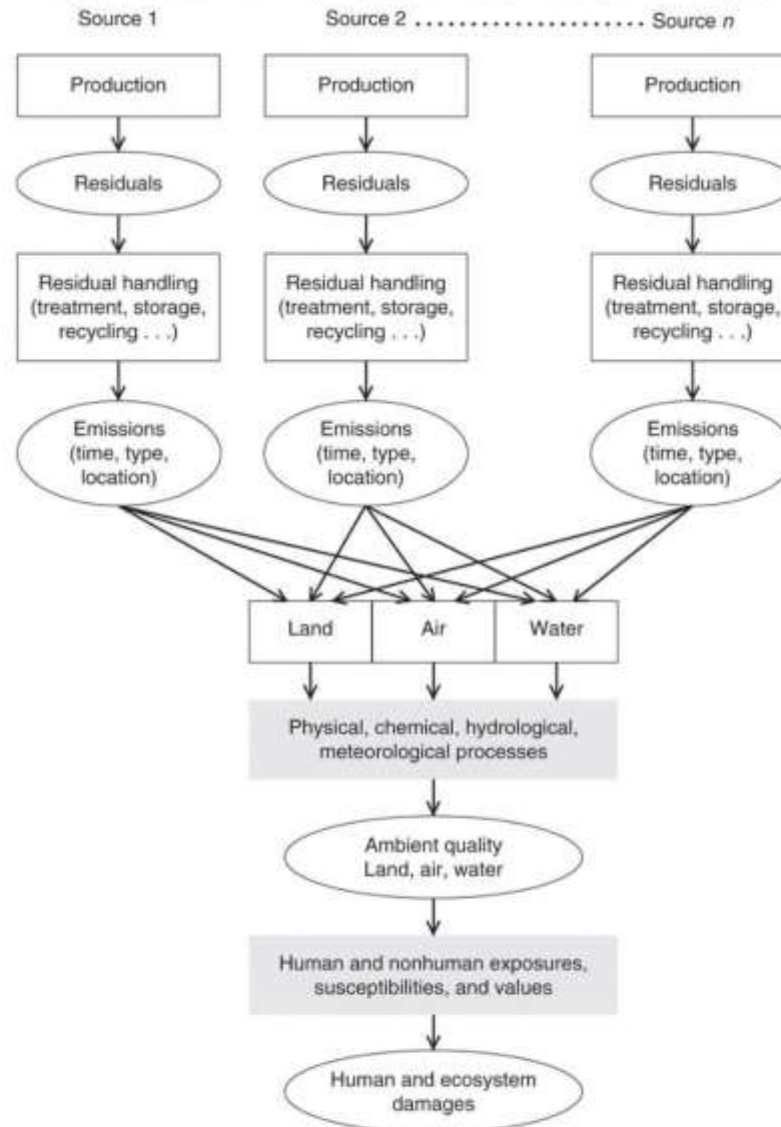 Source 1
Source 2 ........................ Source n
Production
Production
Production
Residuals
Residuals
Residuals
Residual handling
(treatment, storage,
recycling . . .)
Residual handling
(treatment, storage,
recycling . . .)
Residual handling
(treatment, storage,
recycling . . .)
Emissions
(time, type,
location)
Emissions
(time, type,
location)
Emissions
(time, type,
location)
Land
Air
Water
Physical, chemical, hydrological,
meteorological processes
Ambient quality
Land, air, water
Human and nonhuman exposures,
susceptibilities, and values
Human and ecosystem
damages